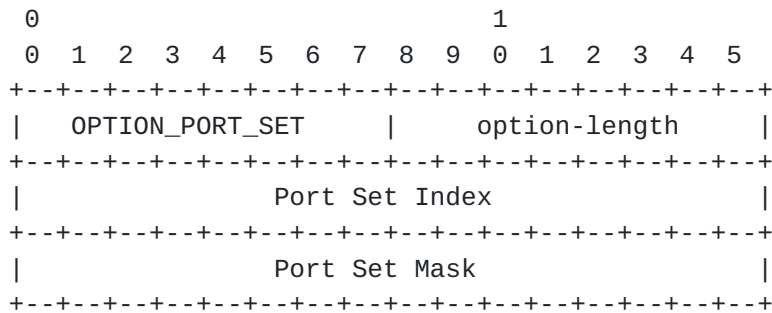 0                             1
0  1  2  3  4  5  6  7  8  9  0  1  2  3  4  5
+--+--+--+--+--+--+--+--+--+--+--+--+--+--+--+--+
|   OPTION_PORT_SET     |     option-length     |
+--+--+--+--+--+--+--+--+--+--+--+--+--+--+--+--+
|                Port Set Index                 |
+--+--+--+--+--+--+--+--+--+--+--+--+--+--+--+--+
|                Port Set Mask                  |
+--+--+--+--+--+--+--+--+--+--+--+--+--+--+--+--+